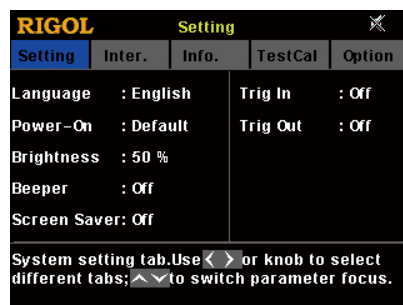 RIGOL Setting
Setting Inter. Info. TestCal Option
Language : English
Power-On : Default
Brightness : 50 %
Beeper : Off
Screen Saver: Off
Trig In : Off
Trig Out : Off
System setting tab.Use < > or knob to select
different tabs; to switch parameter focus.